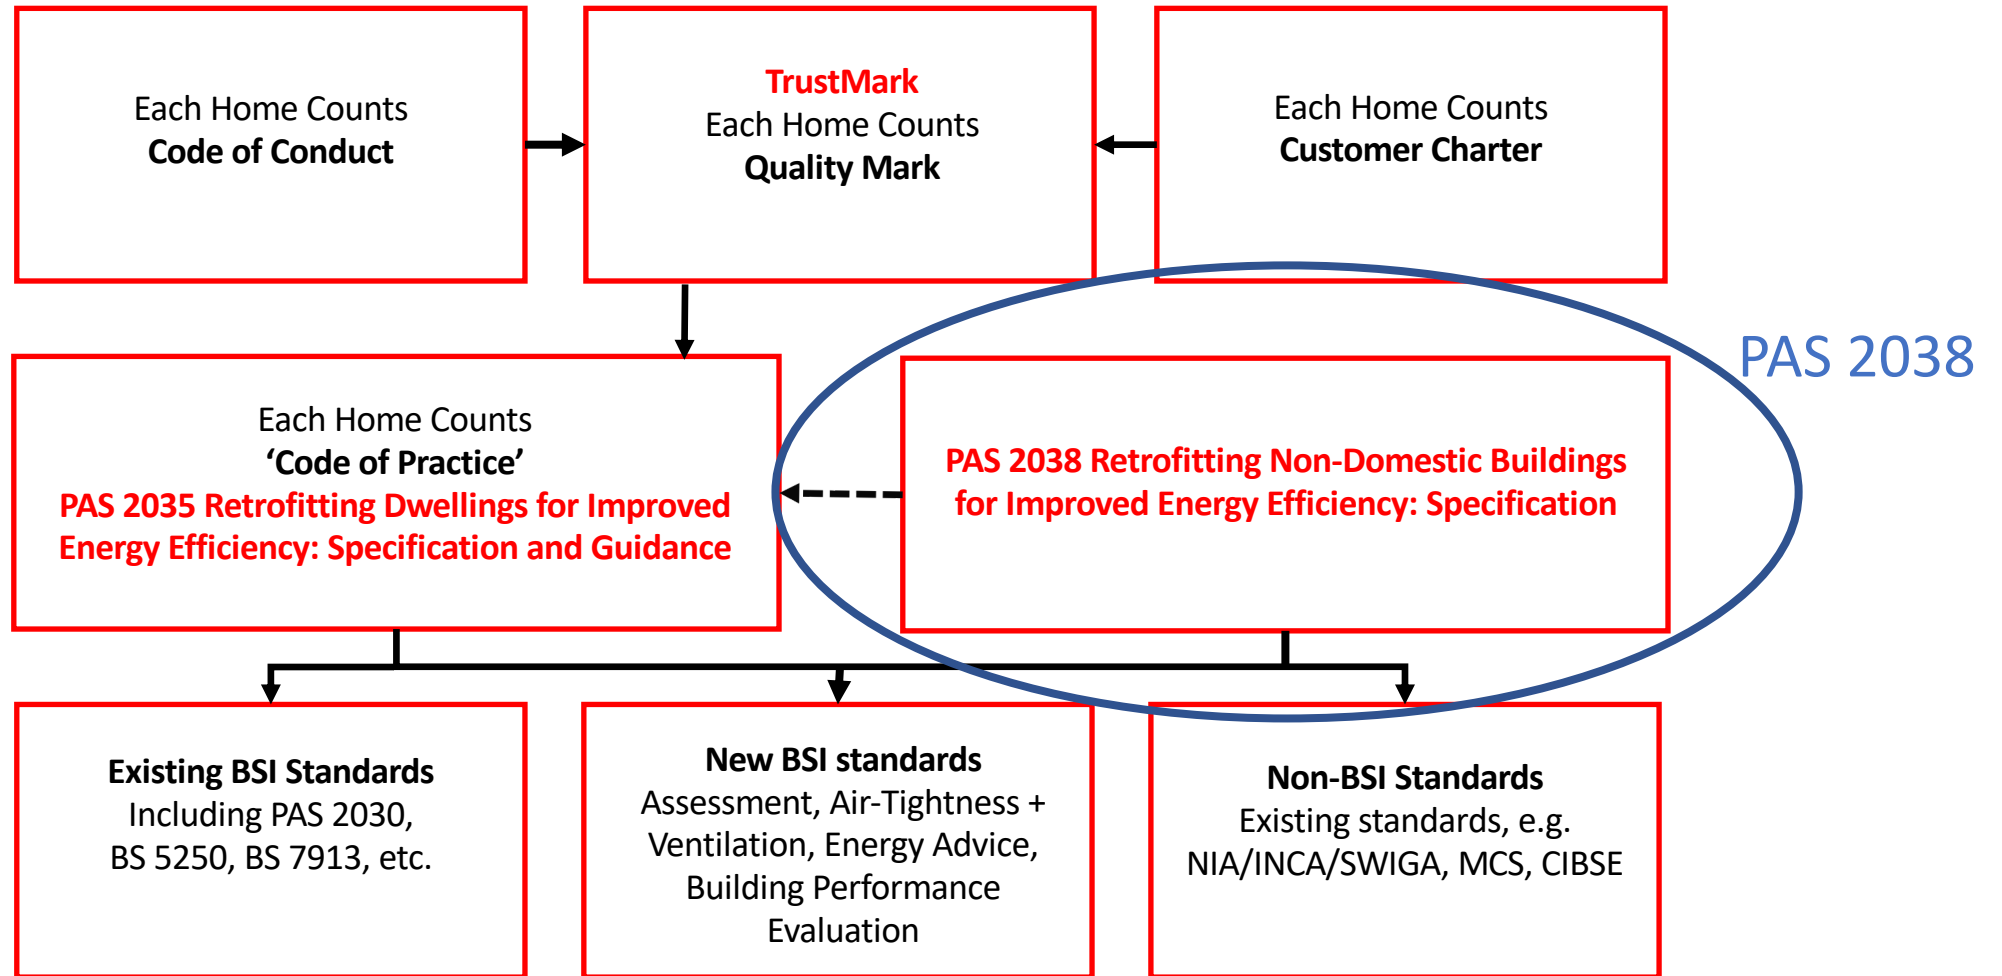 Each Home Counts
Code of Conduct
TrustMark
Each Home Counts
Quality Mark
Each Home Counts
Customer Charter
PAS 2038
Each Home Counts
‘Code of Practice’
PAS 2035 Retrofitting Dwellings for Improved
Energy Efficiency: Specification and Guidance
PAS 2038 Retrofitting Non-Domestic Buildings
for Improved Energy Efficiency: Specification
Existing BSI Standards
Including PAS 2030,
BS 5250, BS 7913, etc.
New BSI standards
Assessment, Air-Tightness +
Ventilation, Energy Advice,
Building Performance
Evaluation
Non-BSI Standards
Existing standards, e.g.
NIA/INCA/SWIGA, MCS, CIBSE